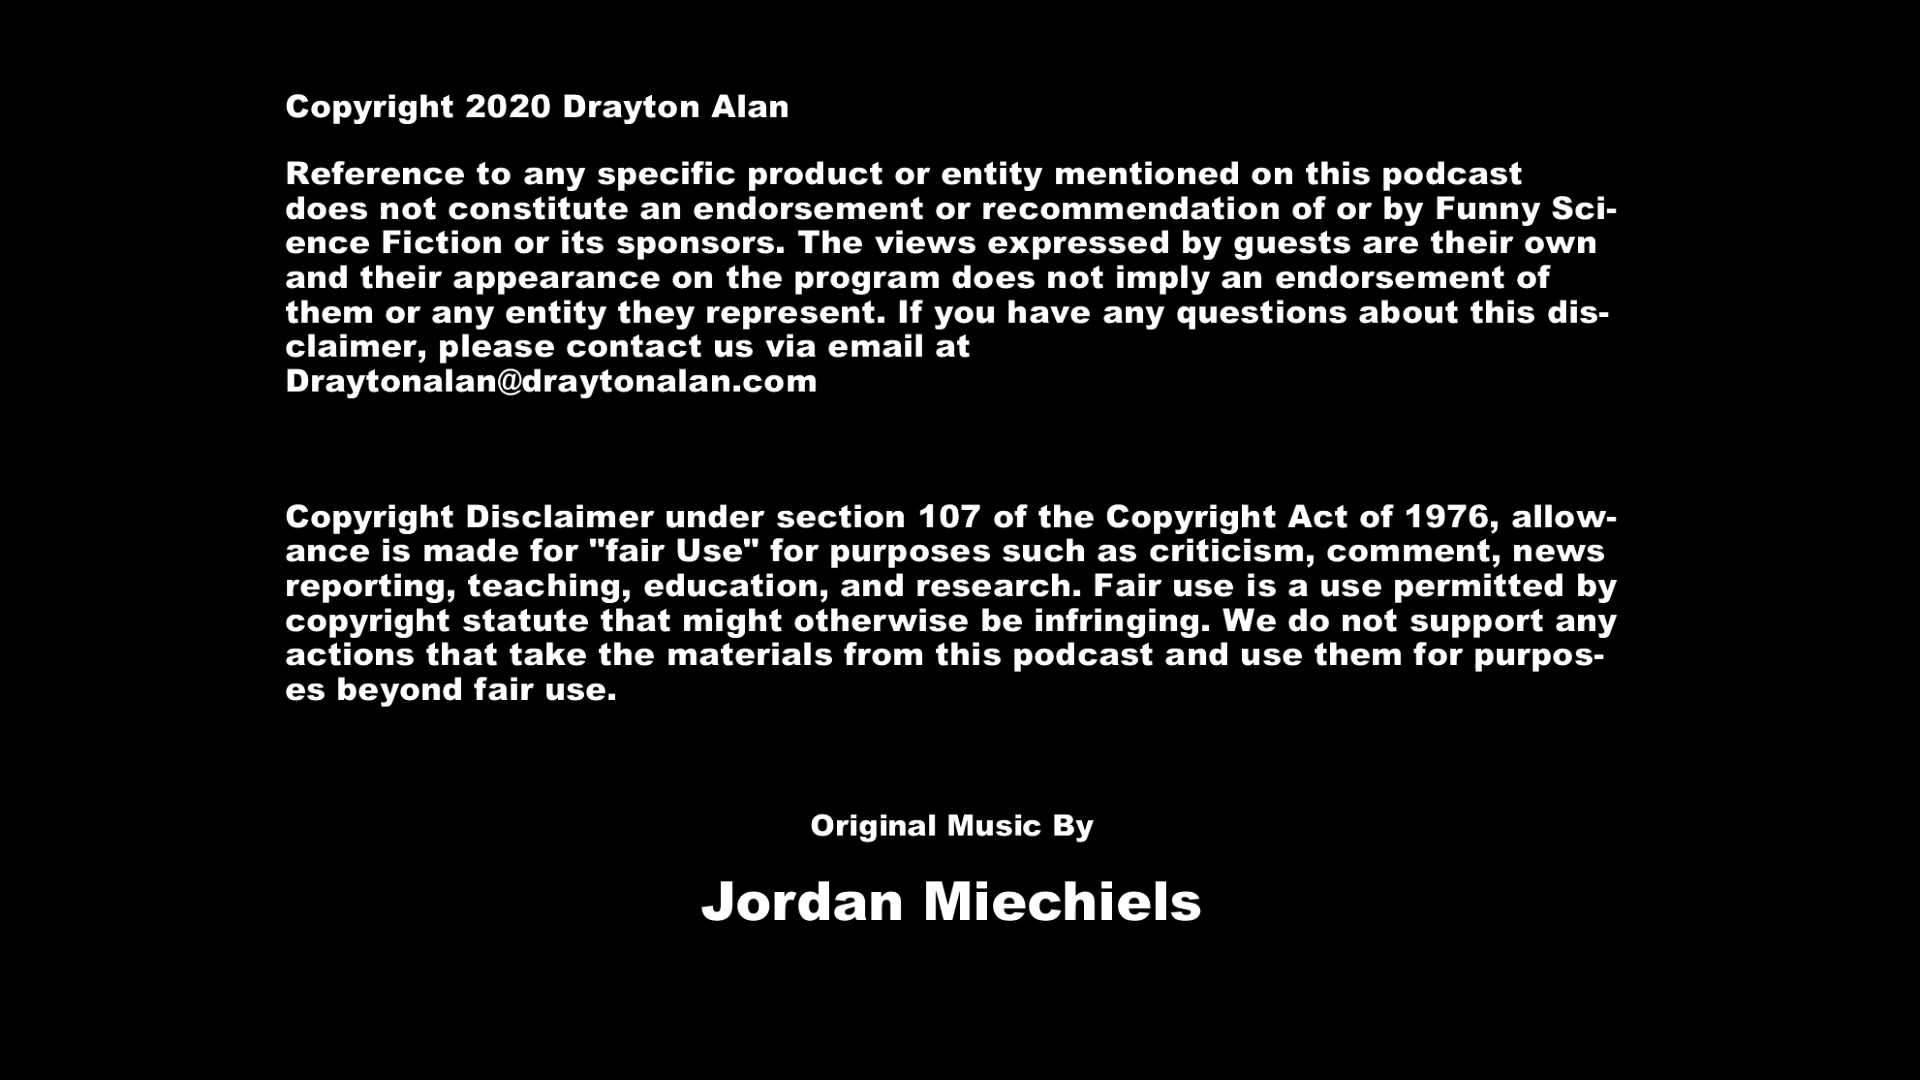 Copyright 2020 Drayton Alan
Reference to any specific product or entity mentioned on this podcast
does not constitute an endorsement or recommendation of or by Funny Sci-
ence Fiction or its sponsors. The views expressed by guests are their own
and their appearance on the program does not imply an endorsement of
them or any entity they represent. If you have any questions about this dis-
claimer, please contact us via email at
Draytonalan@draytonalan.com
Copyright Disclaimer under section 107 of the Copyright Act of 1976, allow-
ance is made for "fair Use" for purposes such as criticism, comment, news
reporting, teaching, education, and research. Fair use is a use permitted by
copyright statute that might otherwise be infringing. We do not support any
actions that take the materials from this podcast and use them for purpos-
es beyond fair use.
Original Music By
Jordan Miechiels